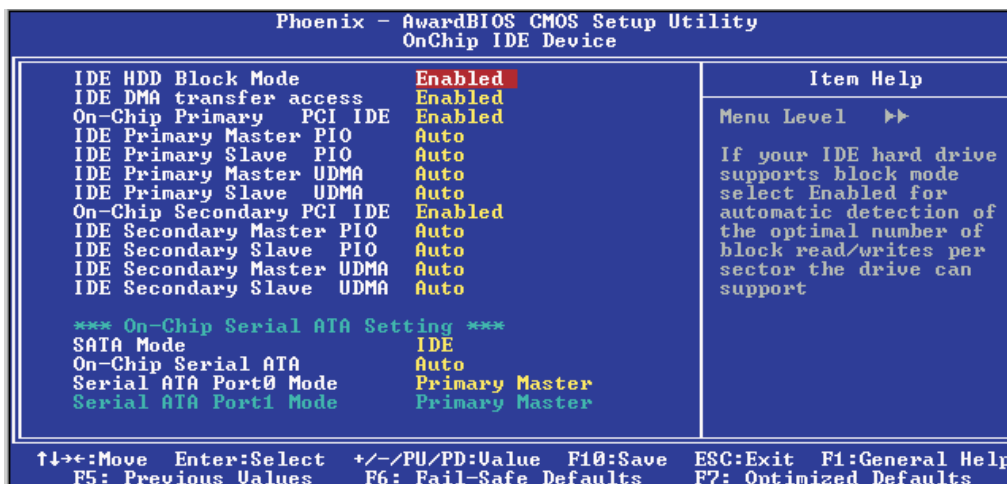 Phoenix - AwardBIOS CMOS Setup Utility
OnChip IDE Device
IDE HDD Block Mode Enabled
IDE DMA transfer access Enabled
On-Chip Primary PCI IDE Enabled
IDE Primary Master PIO Auto
IDE Primary Slave PIO Auto
IDE Primary Master UDMA Auto
IDE Primary Slave UDMA Auto
On-Chip Secondary PCI IDE Enabled
IDE Secondary Master PIO Auto
IDE Secondary Slave PIO Auto
IDE Secondary Master UDMA Auto
IDE Secondary Slave UDMA Auto
*** On-Chip Serial ATA Setting ***
SATA Mode IDE
On-Chip Serial ATA Auto
Serial ATA Port0 Mode Primary Master
Serial ATA Port1 Mode Primary Master
Item Help
Menu Level ▶▶
If your IDE hard drive
supports block mode
select Enabled for
automatic detection of
the optimal number of
block read/writes per
sector the drive can
support
↑↓→←:Move Enter:Select +/-/PU/PD:Value F10:Save ESC:Exit F1:General Help
F5: Previous Values F6: Fail-Safe Defaults F7: Optimized Defaults